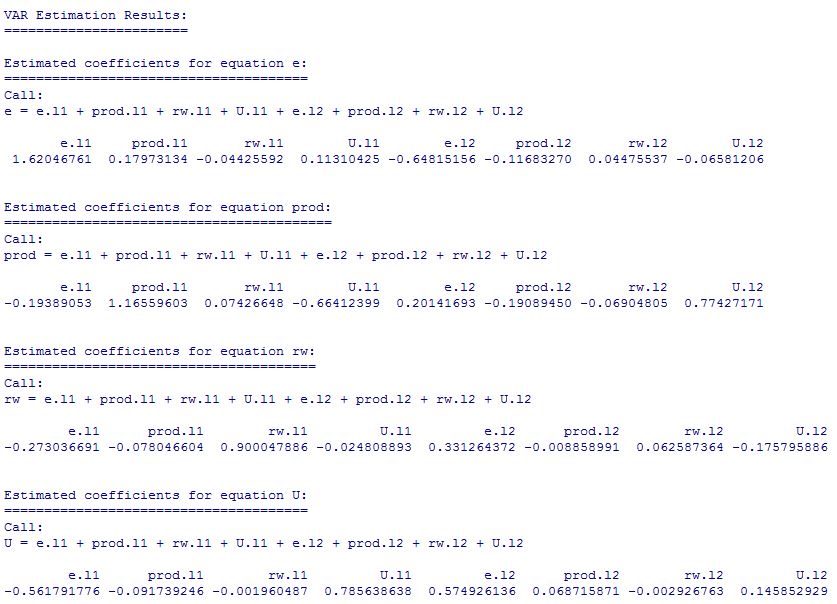 VAR Estimation Results:
=======================
Estimated coefficients for equation e:
======================================
Call:
e = e.l1 + prod.l1 + rw.l1 + U.l1 + e.l2 + prod.l2 + rw.l2 + U.l2
e.l1 prod.l1 rw.l1 U.l1 e.l2 prod.l2 rw.l2 U.l2
1.62046761 0.17973134 -0.04425592 0.11310425 -0.64815156 -0.11683270 0.04475537 -0.06581206
Estimated coefficients for equation prod:
=========================================
Call:
prod = e.l1 + prod.l1 + rw.l1 + U.l1 + e.l2 + prod.l2 + rw.l2 + U.l2
e.l1 prod.l1 rw.l1 U.l1 e.l2 prod.l2 rw.l2 U.l2
-0.19389053 1.16559603 0.07426648 -0.66412399 0.20141693 -0.19089450 -0.06904805 0.77427171
Estimated coefficients for equation rw:
=======================================
Call:
rw = e.l1 + prod.l1 + rw.l1 + U.l1 + e.l2 + prod.l2 + rw.l2 + U.l2
e.l1 prod.l1 rw.l1 U.l1 e.l2 prod.l2 rw.l2 U.l2
-0.273036691 -0.078046604 0.900047886 -0.024808893 0.331264372 -0.008858991 0.062587364 -0.175795886
Estimated coefficients for equation U:
======================================
Call:
U = e.l1 + prod.l1 + rw.l1 + U.l1 + e.l2 + prod.l2 + rw.l2 + U.l2
e.l1 prod.l1 rw.l1 U.l1 e.l2 prod.l2 rw.l2 U.l2
-0.561791776 -0.091739246 -0.001960487 0.785638638 0.574926136 0.068715871 -0.002926763 0.145852929